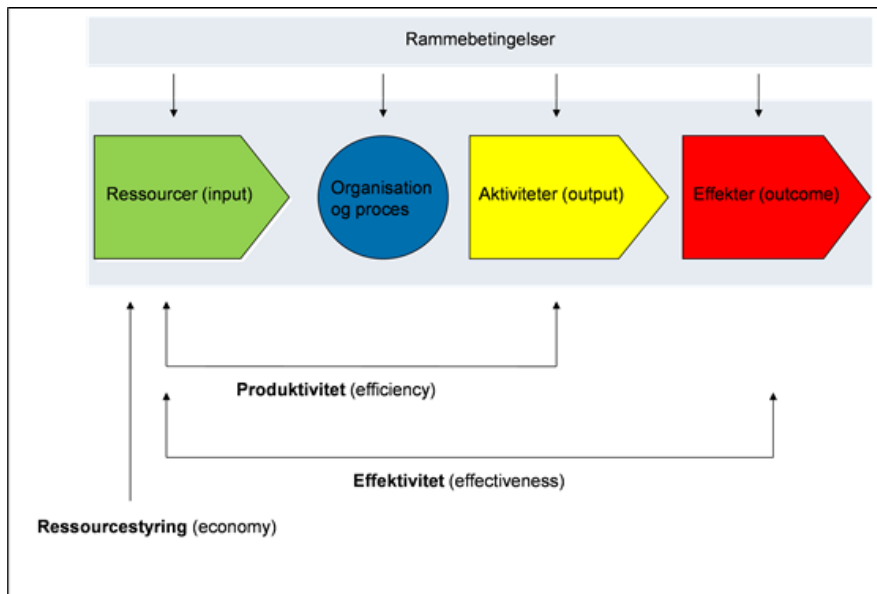 Rammebetingelser
Ressourcer (input)
Organisation
og proces
Aktiviteter (output)
Effekter (outcome)
Produktivitet (efficiency)
Effektivitet (effectiveness)
Ressourcestyring (economy)